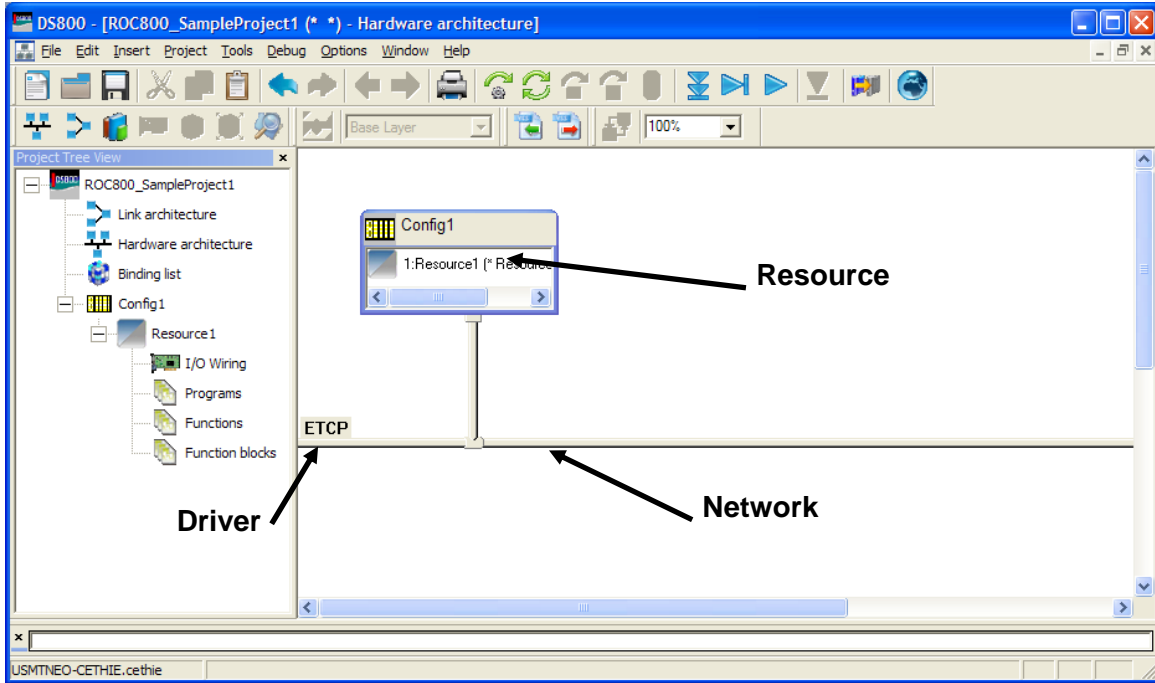 DS800 - [ROC800_SampleProject1 (* *) - Hardware architecture]
File Edit Insert Project Tools Debug Options Window Help
Base Layer
100%
Project Tree View
ROC800_SampleProject1
Link architecture
Hardware architecture
Binding list
Config1
Resource1
I/O Wiring
Programs
Functions
Function blocks
Config1
1:Resource1 (* Resource
Resource
ETCP
Driver
Network
USMTNEO-CETHIE.cethie